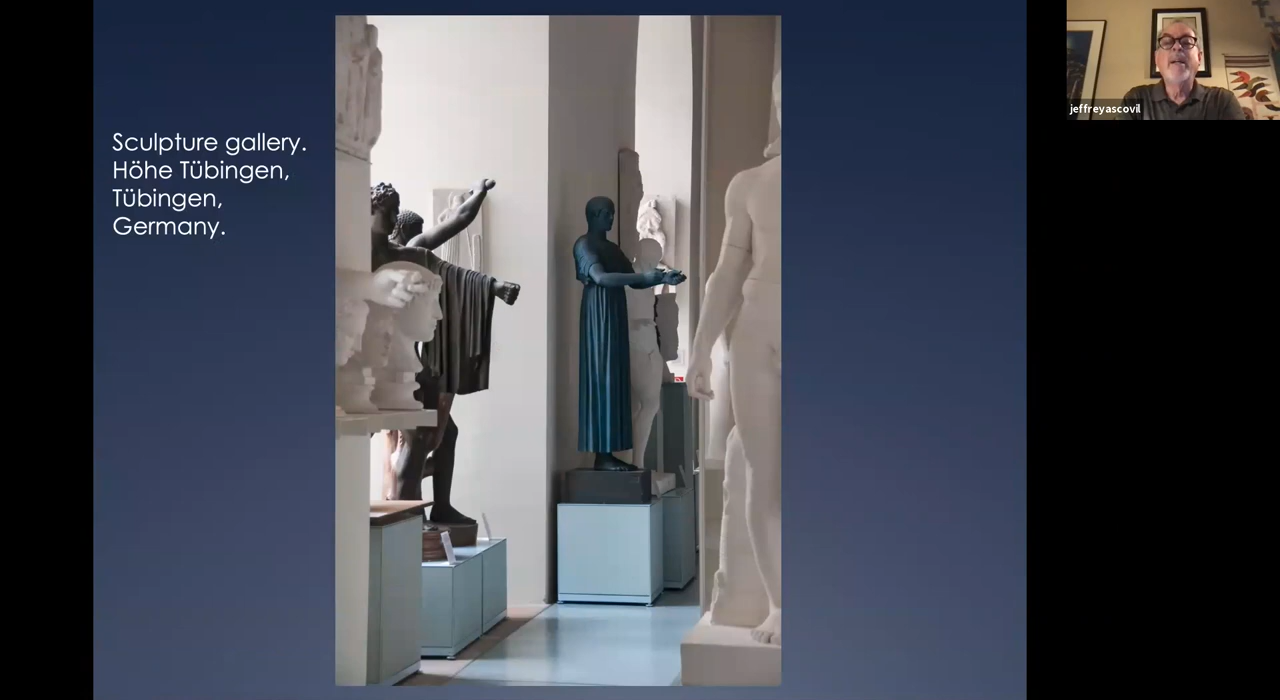 Sculpture gallery.
Höhe Tübingen,
Tübingen,
Germany.
jeffreyascovil